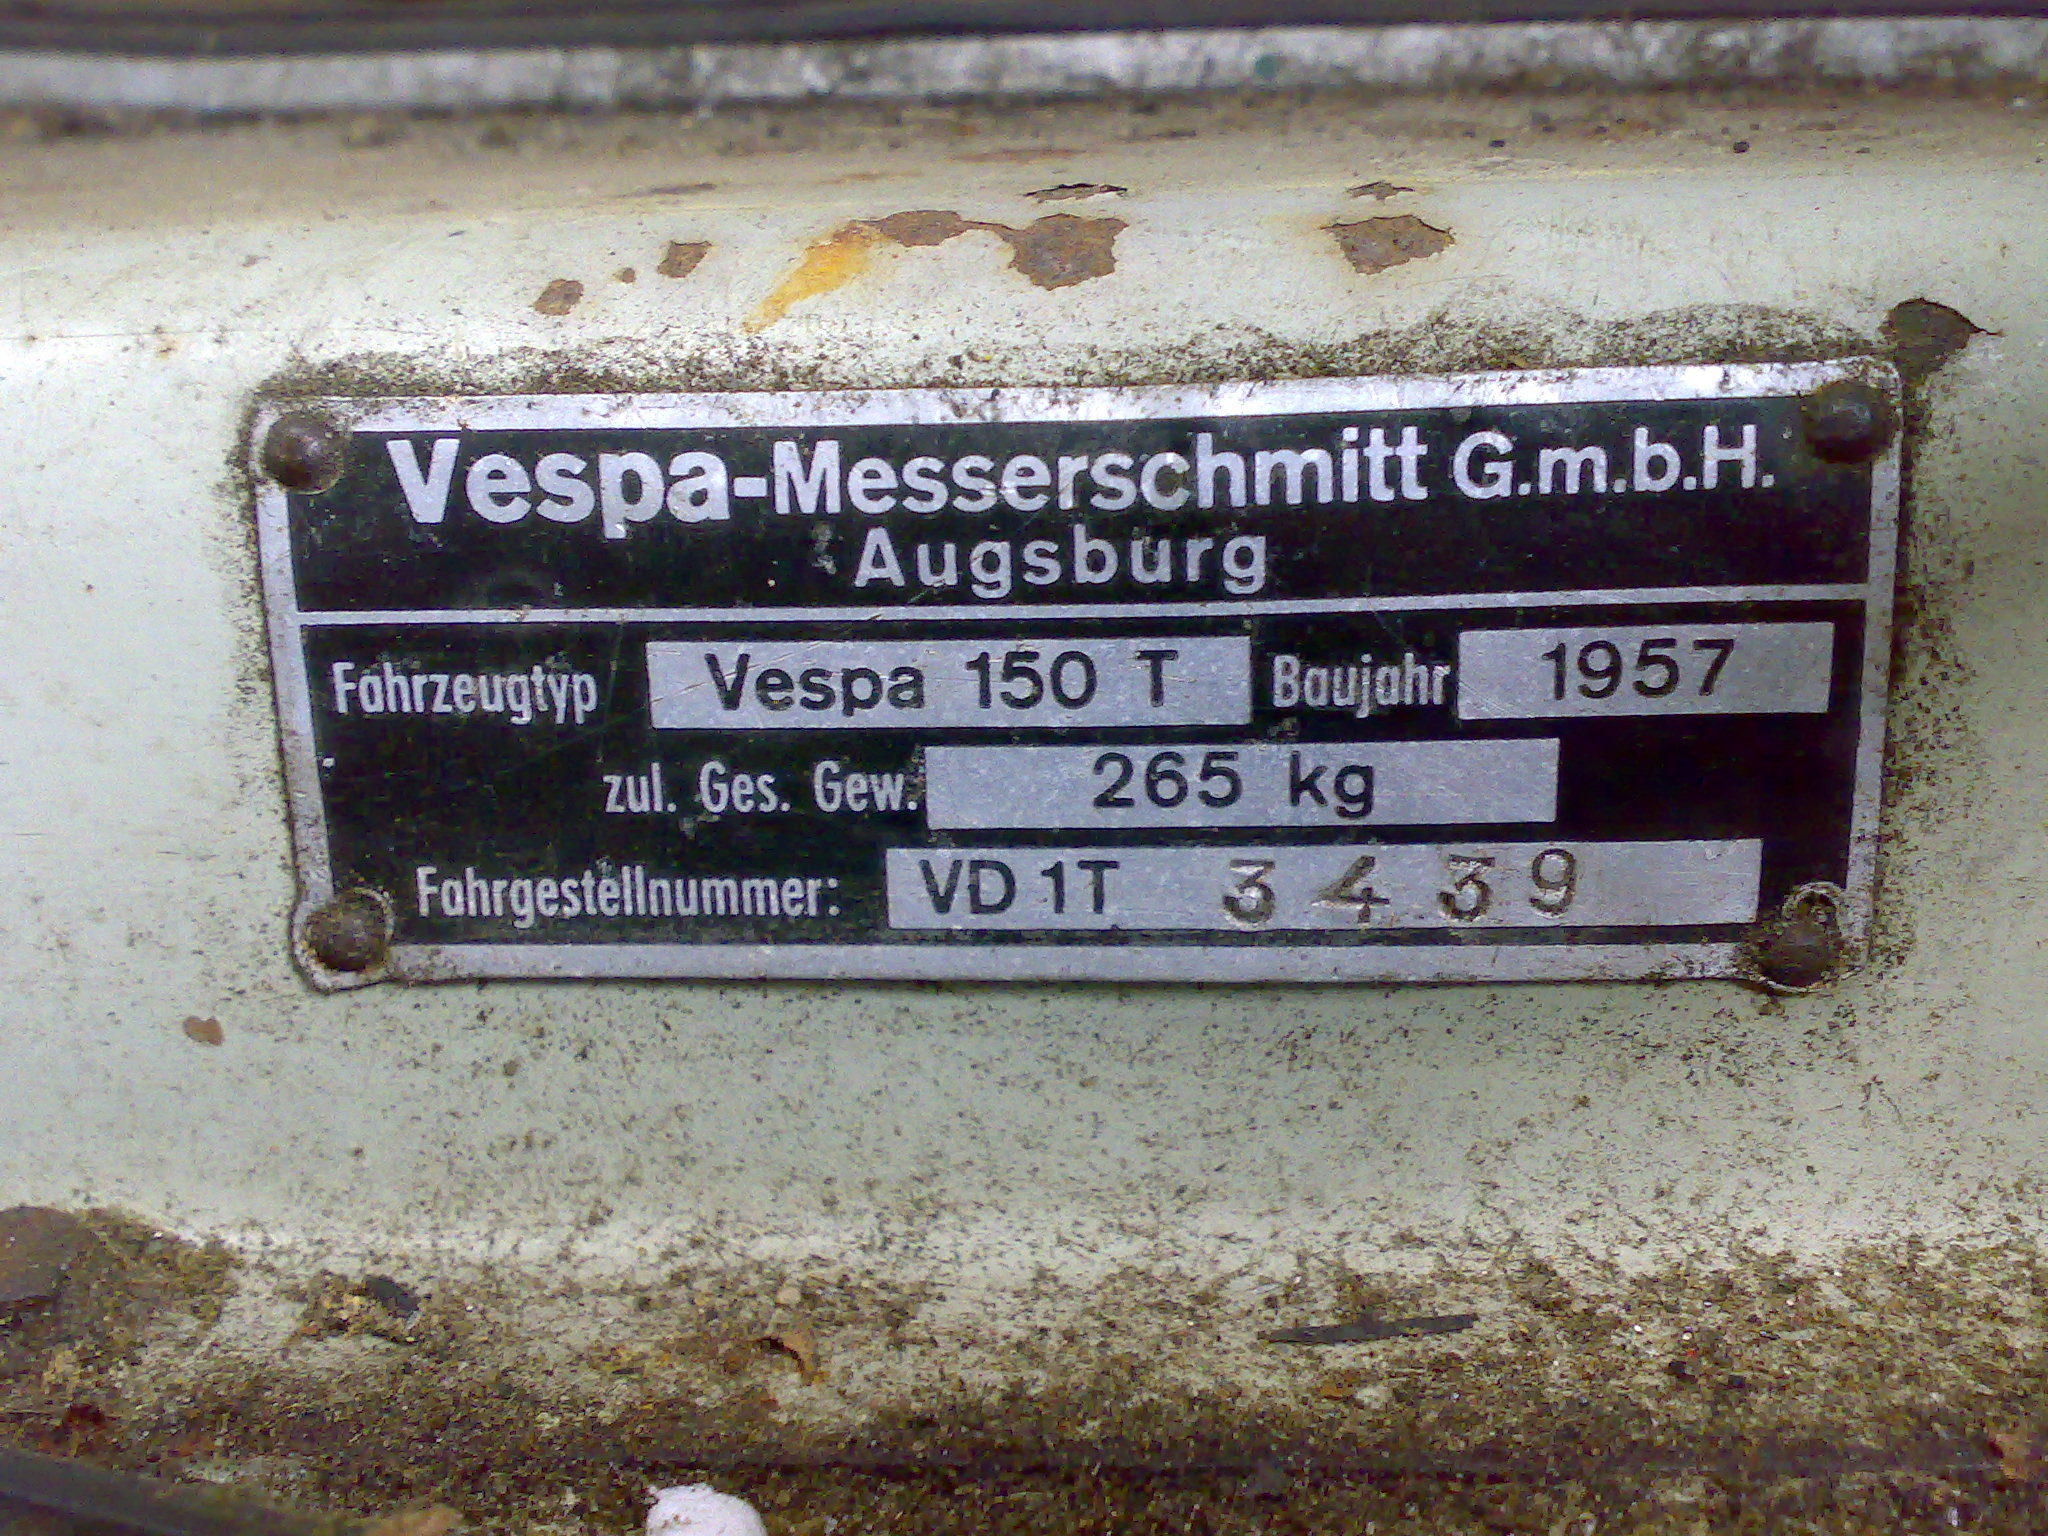 Vespa-Messerschmitt G.m.b.H.
Augsburg
Fahrzeugtyp Vespa 150 T Baujahr 1957
zul. Ges. Gew. 265 kg
Fahrgestellnummer: VD 1T 3439